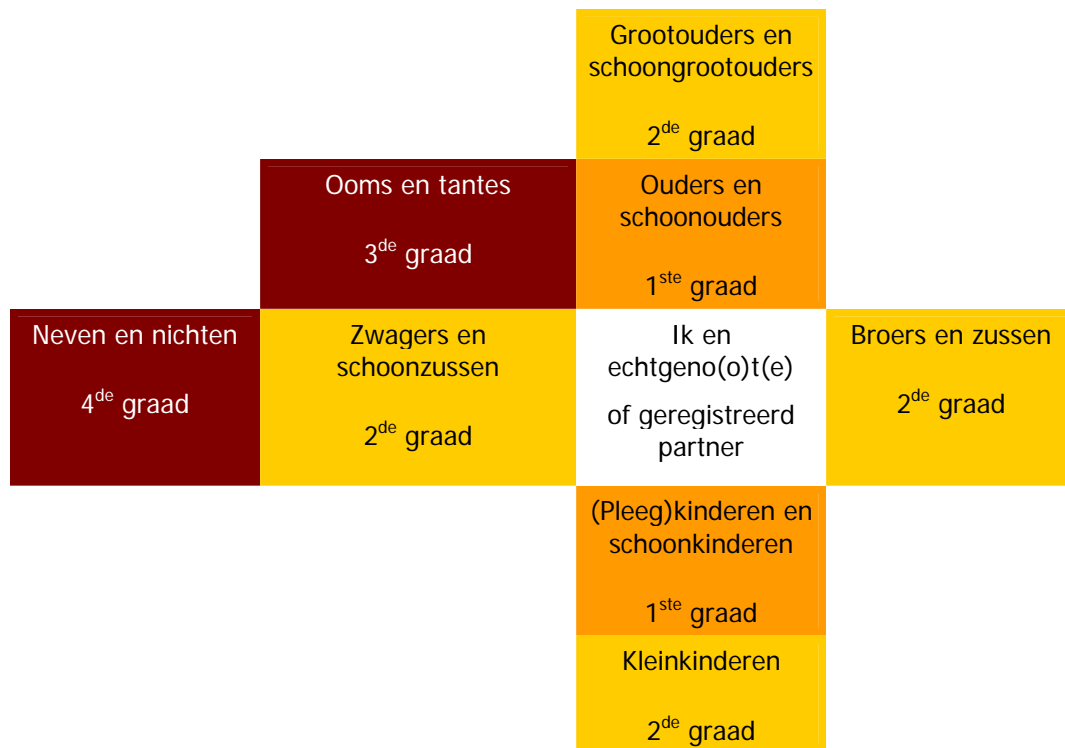 Grootouders en
schoongrootouders
2de graad
Ooms en tantes
3de graad
Ouders en
schoonouders
1ste graad
Neven en nichten
4de graad
Zwagers en
schoonzussen
2de graad
Ik en
echtgeno(o)t(e)
of geregistreerd
partner
Broers en zussen
2de graad
(Pleeg)kinderen en
schoonkinderen
1ste graad
Kleinkinderen
2de graad